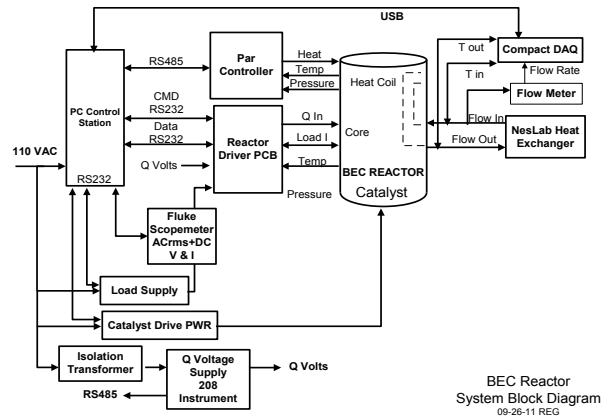 USB
Par
Controller
RS485
Heat
Temp
Pressure
T out
T in
Compact DAQ
Flow Rate
Flow Meter
Heat Coil
PC Control
Station
CMD
RS232
Data
RS232
Reactor
Driver PCB
Q In
Load I
Temp
Core
BEC REACTOR
Catalyst
Flow In
Flow Out
NesLab Heat
Exchanger
110 VAC
Q Volts
RS232
Pressure
Fluke
Scopemeter
ACrms+DC
V & I
Load Supply
Catalyst Drive PWR
Isolation
Transformer
Q Voltage
Supply
208
Instrument
Q Volts
RS485
BEC Reactor
System Block Diagram
09-26-11 REG